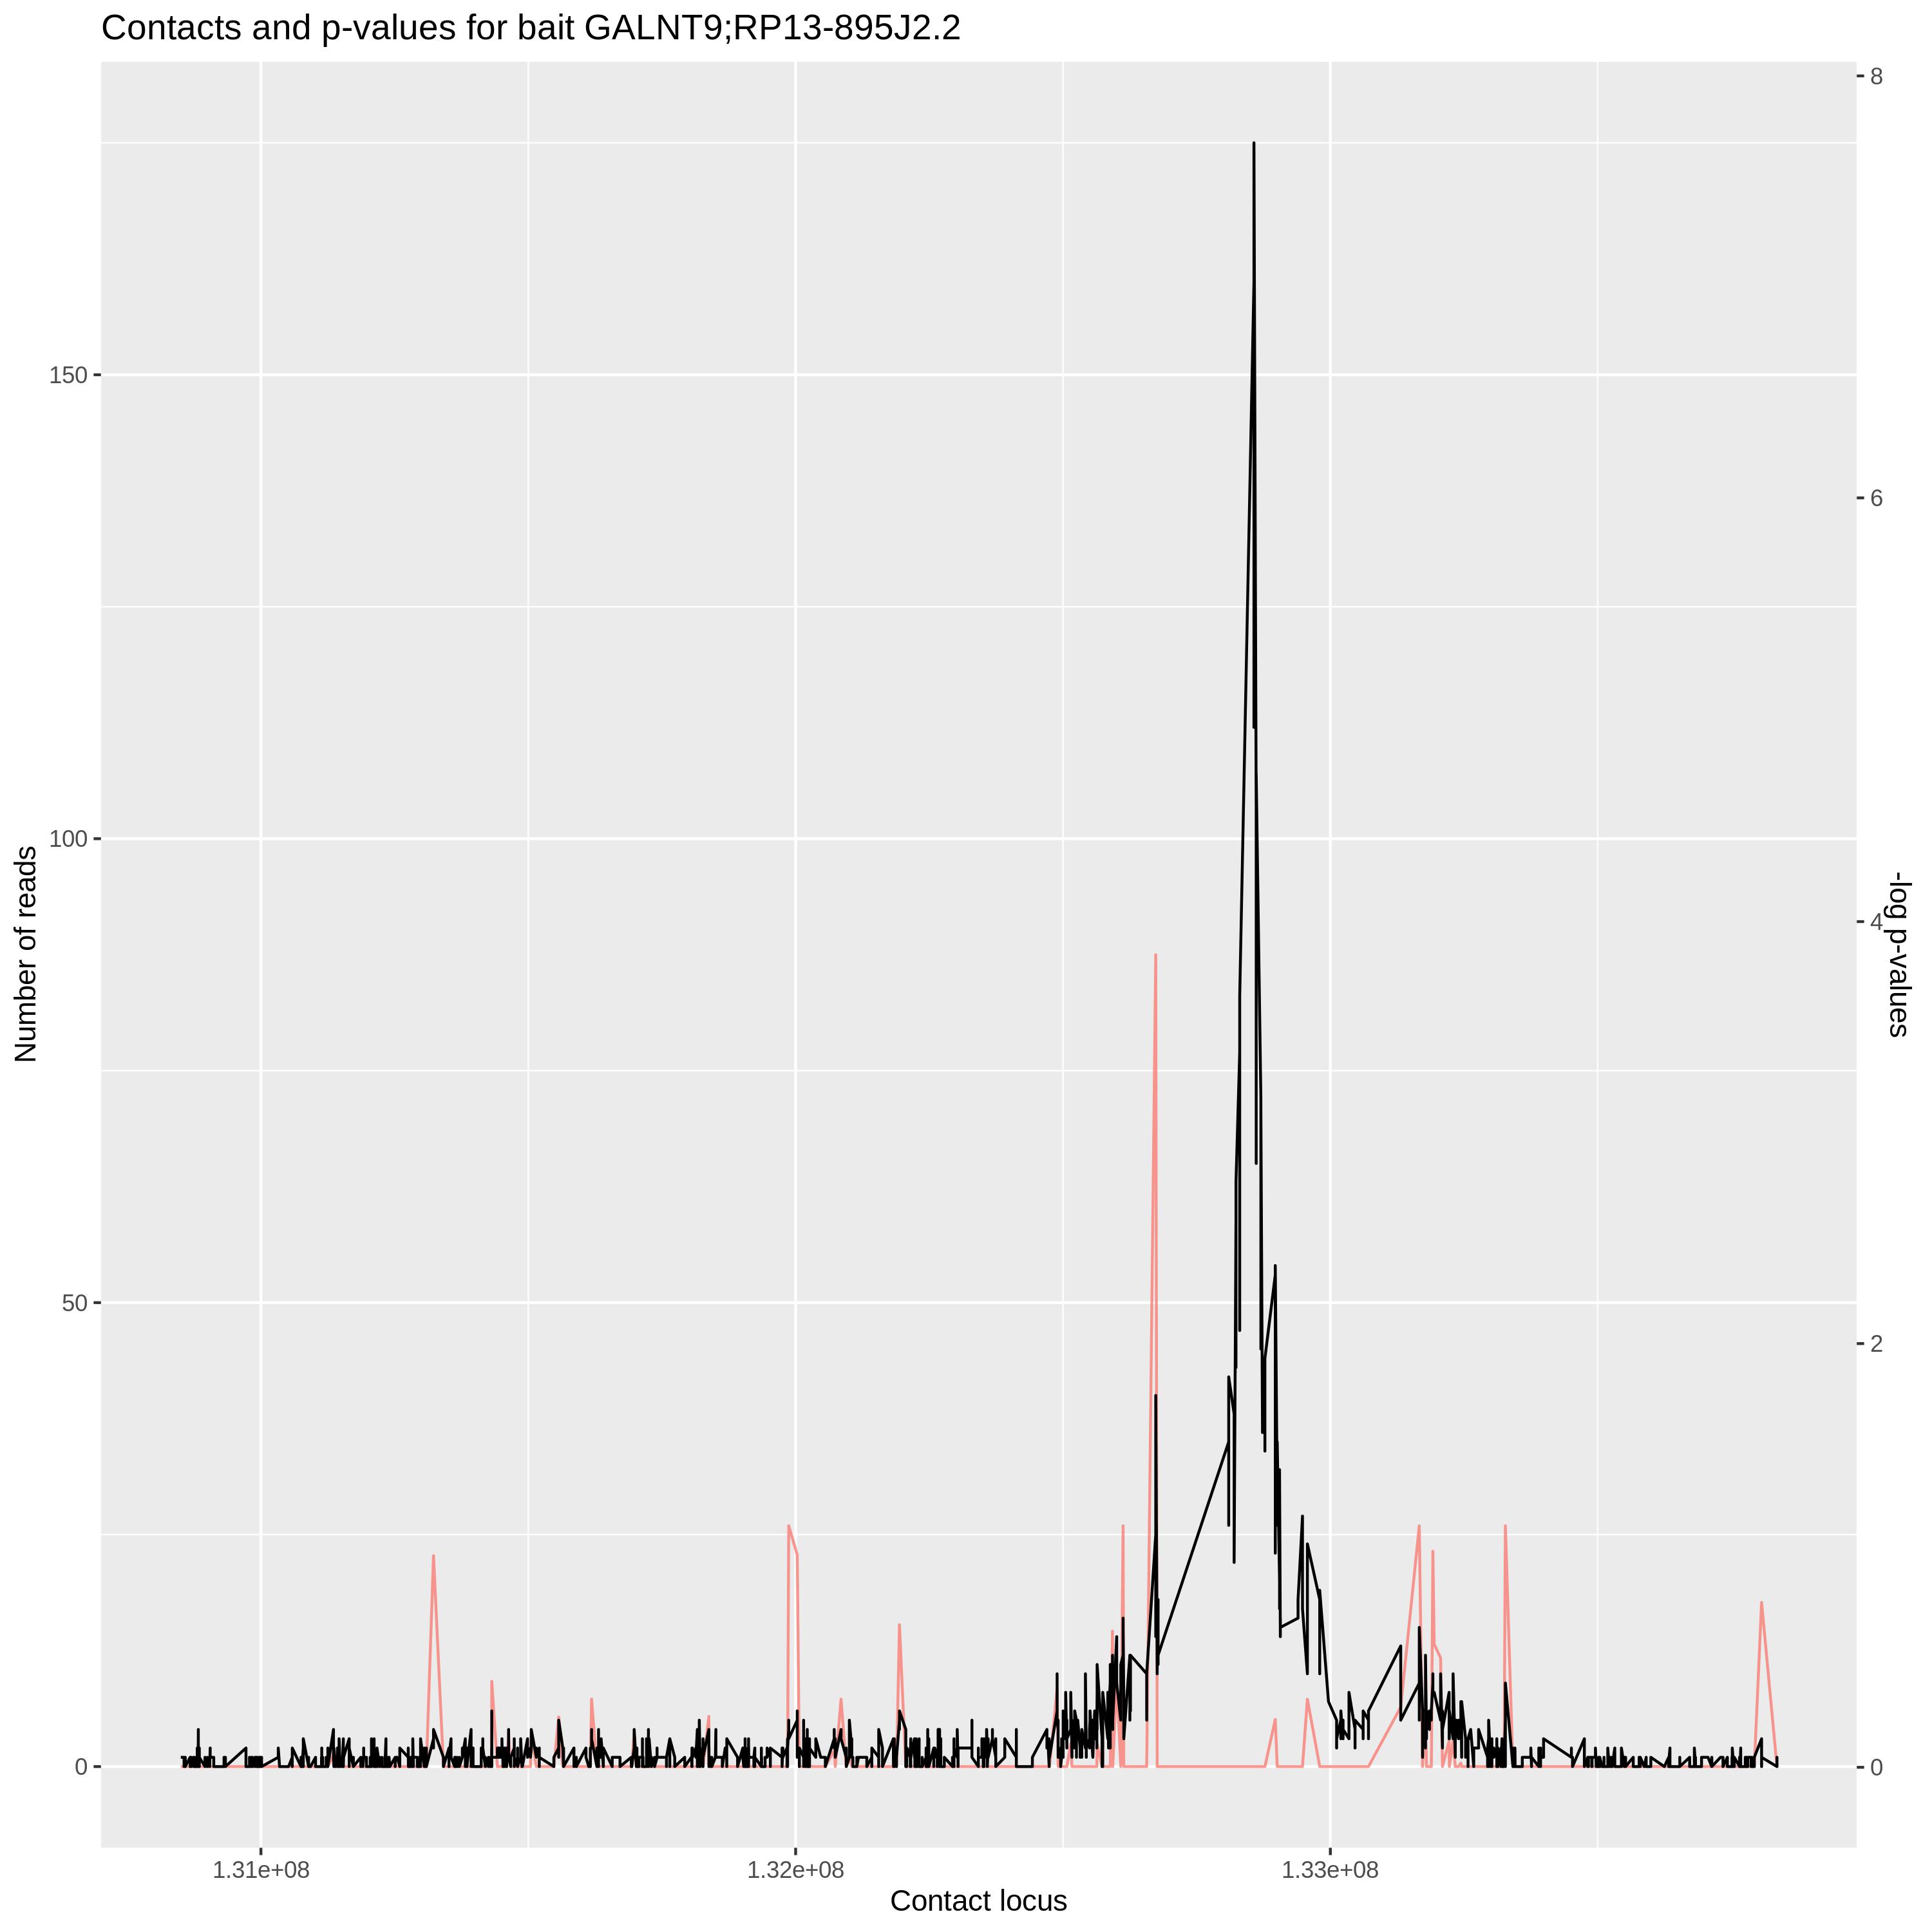 Contacts and p-values for bait GALNT9;RP13-895J2.2
8
6
4
2
0
-log p-values
150
100
50
0
Number of reads
1.31e+08 1.32e+08 1.33e+08
Contact locus